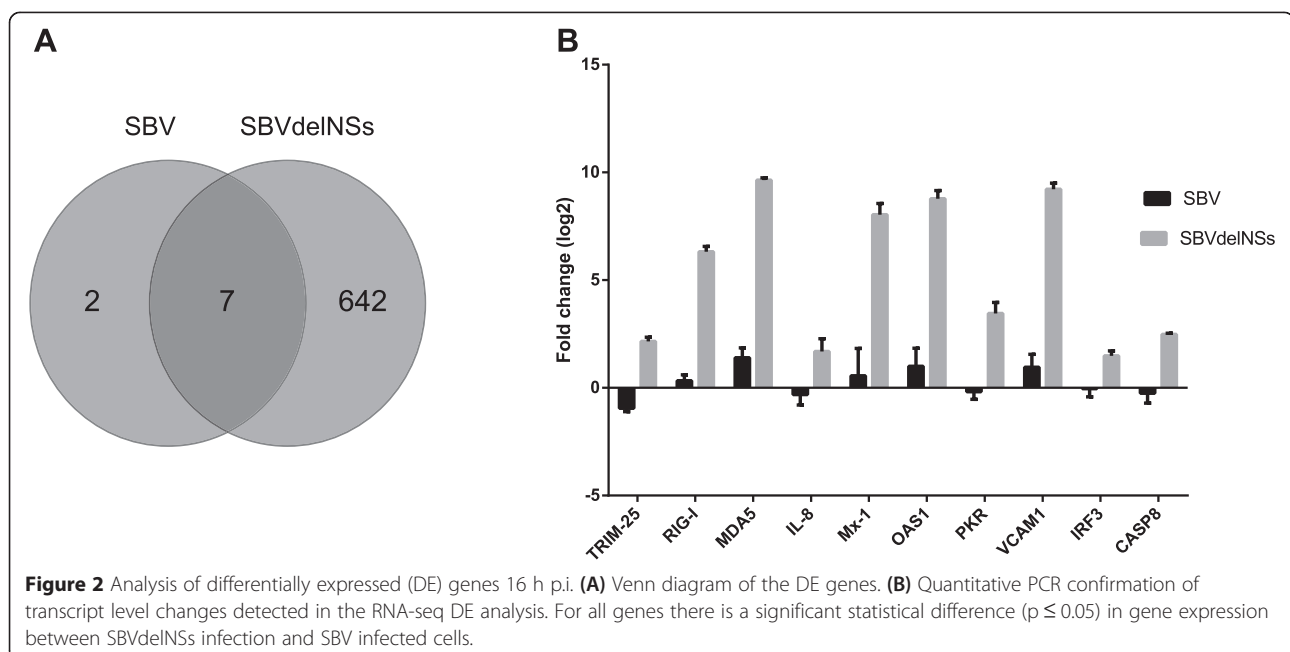 A
SBV SBVdelNSs
2 7 642
B
15
10
5
0
-5
Fold change (log2)
SBV
SBVdelNSs
TRIM-25 RIG-I MDA5 IL-8 Mx-1 OAS1 PKR VCAM1 IRF3 CASP8
Figure 2 Analysis of differentially expressed (DE) genes 16 h p.i. (A) Venn diagram of the DE genes. (B) Quantitative PCR confirmation of
transcript level changes detected in the RNA-seq DE analysis. For all genes there is a significant statistical difference (p ≤ 0.05) in gene expression
between SBVdelNSs infection and SBV infected cells.